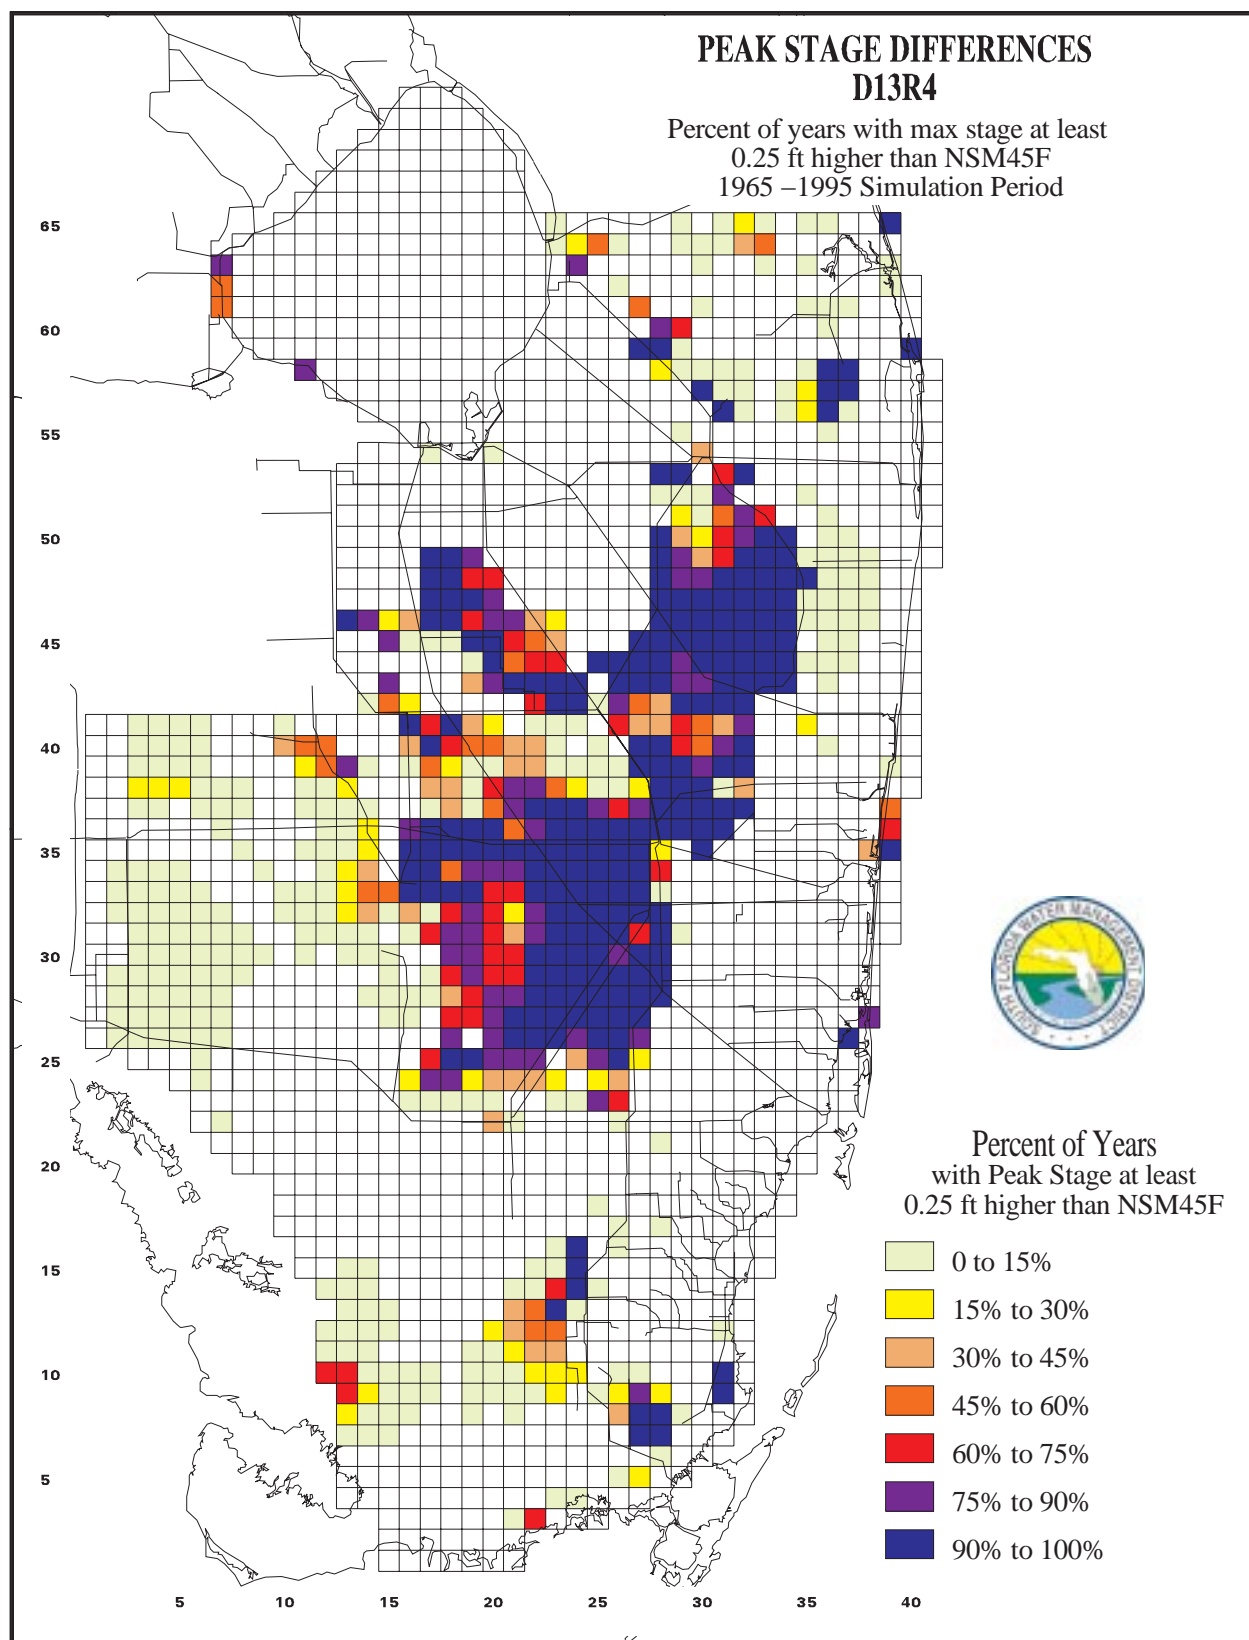 PEAK STAGE DIFFERENCES
D13R4
Percent of years with max stage at least
0.25 ft higher than NSM45F
1965 –1995 Simulation Period
65
60
55
50
45
40
35
30
25
20
15
10
5
SOUTH FLORIDA WATER MANAGEMENT DISTRICT
Percent of Years
with Peak Stage at least
0.25 ft higher than NSM45F
0 to 15%
15% to 30%
30% to 45%
45% to 60%
60% to 75%
75% to 90%
90% to 100%
5 10 15 20 25 30 35 40
“